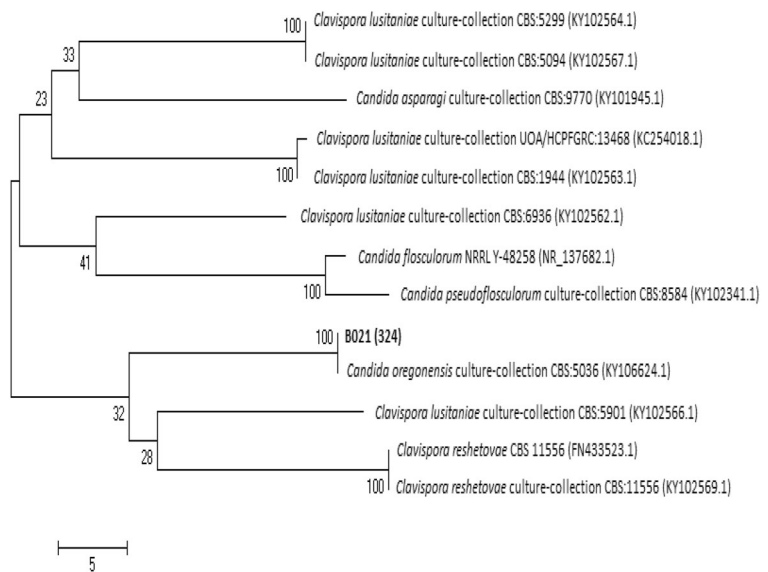 100 Clavispora lusitaniae culture-collection CBS:5299 (KY102564.1)
33 Clavispora lusitaniae culture-collection CBS:5094 (KY102567.1)
23 Candida asparagi culture-collection CBS:9770 (KY101945.1)
Clavispora lusitaniae culture-collection UOA/HCPFGRC:13468 (KC254018.1)
100 Clavispora lusitaniae culture-collection CBS:1944 (KY102563.1)
Clavispora lusitaniae culture-collection CBS:6936 (KY102562.1)
41 Candida flosculorum NRRL Y-48258 (NR_137682.1)
100 Candida pseudoflosculorum culture-collection CBS:8584 (KY102341.1)
100 B021 (324)
Candida oregonensis culture-collection CBS:5036 (KY106624.1)
32 Clavispora lusitaniae culture-collection CBS:5901 (KY102566.1)
28 Clavispora reshetovae CBS 11556 (FN433523.1)
100 Clavispora reshetovae culture-collection CBS:11556 (KY102569.1)
5